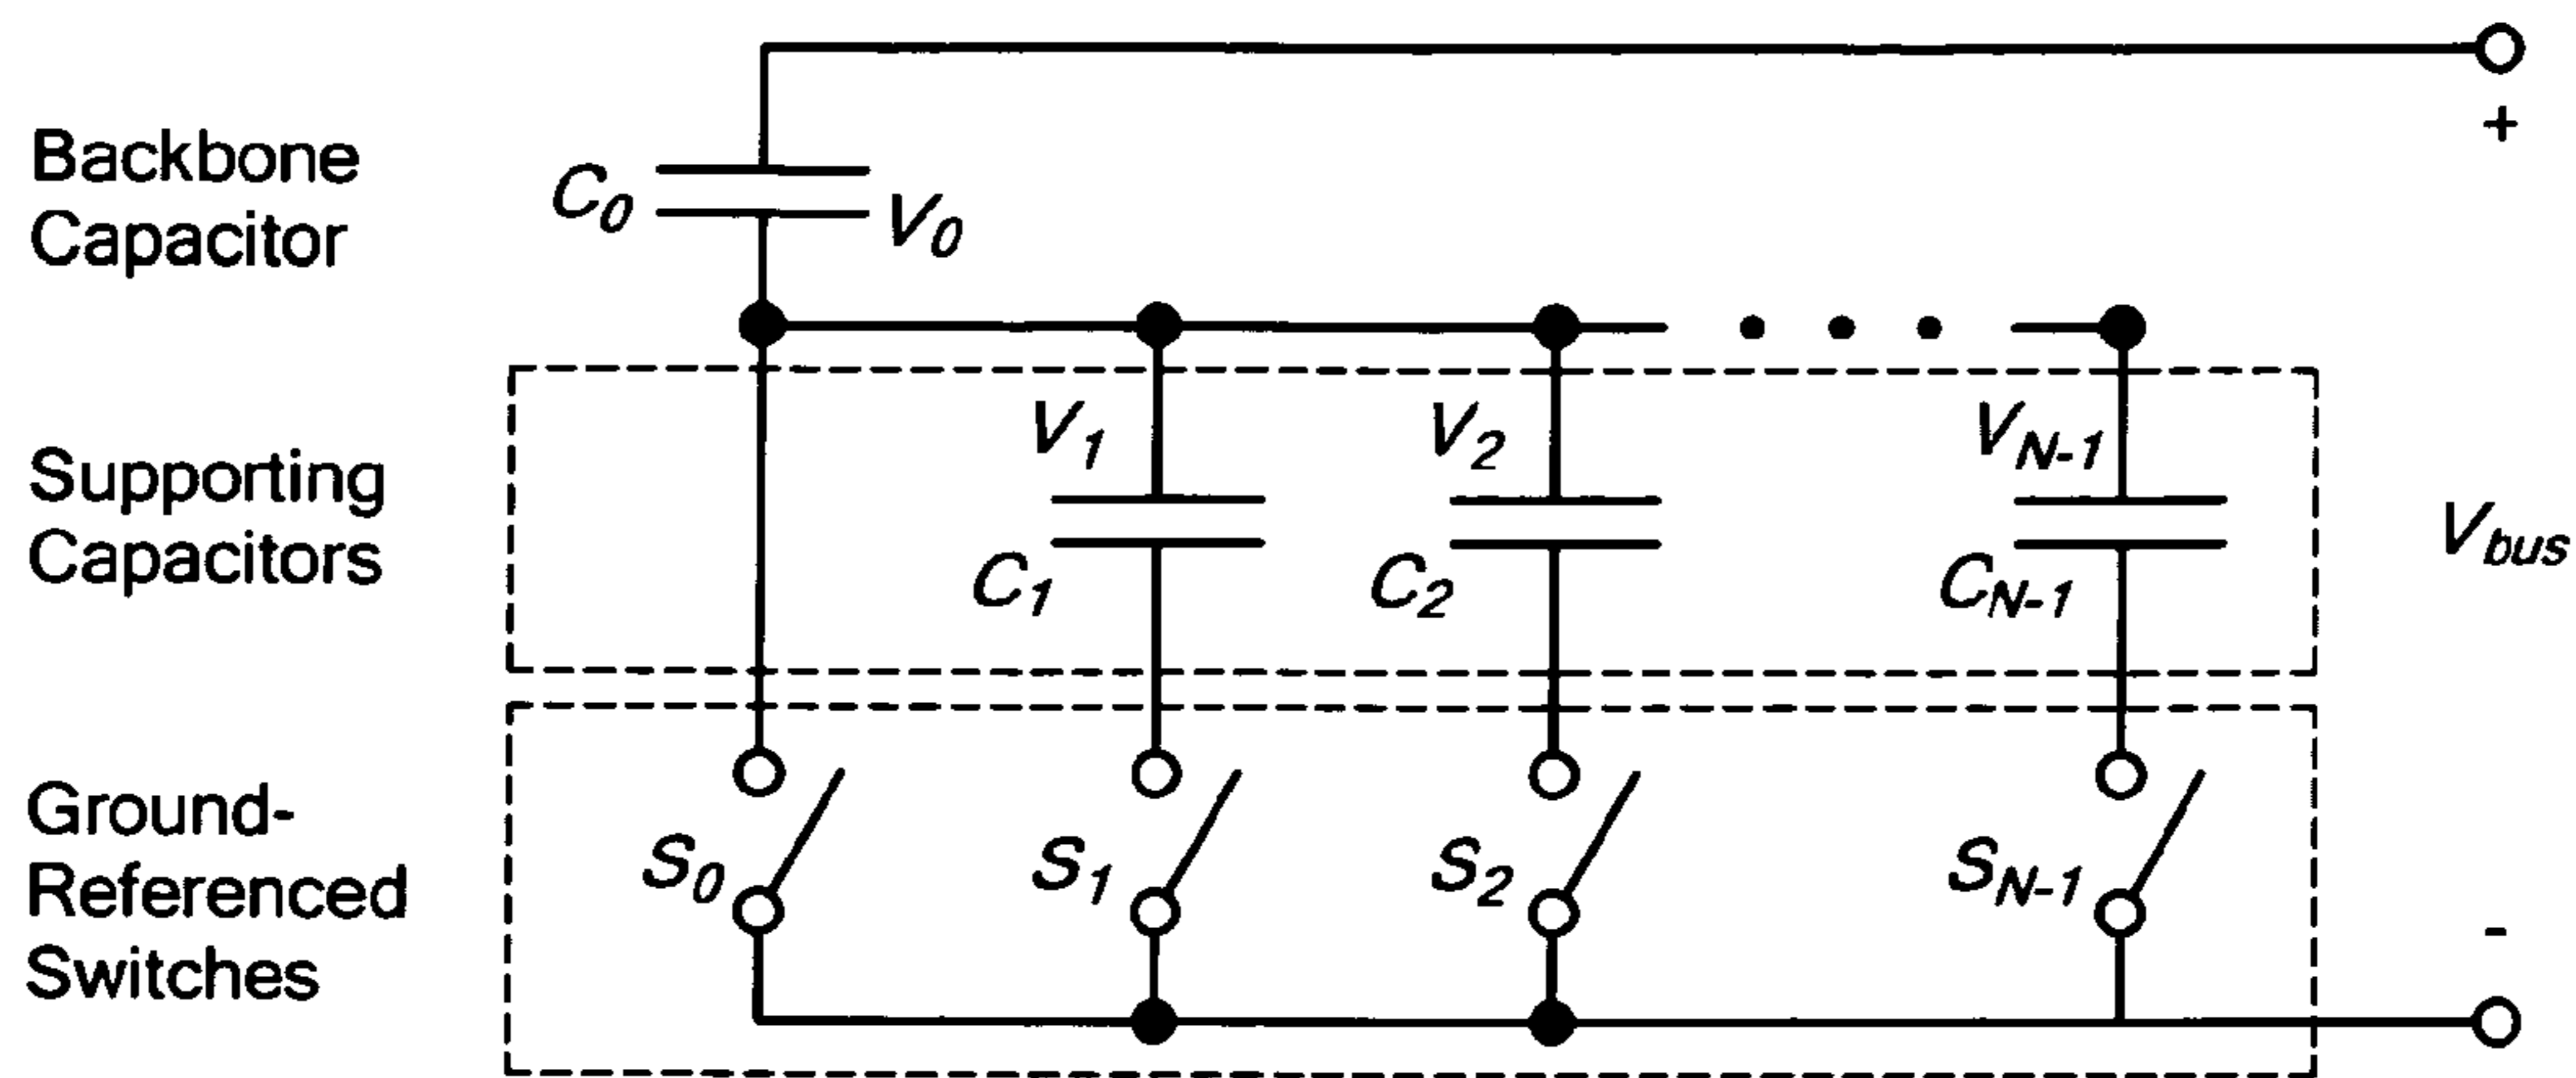 +
Backbone
Capacitor
C0
V0
Supporting
Capacitors
V1
V2
VN-1
C1
C2
CN-1
Vbus
Ground-
Referenced
Switches
S0
S1
S2
SN-1
-